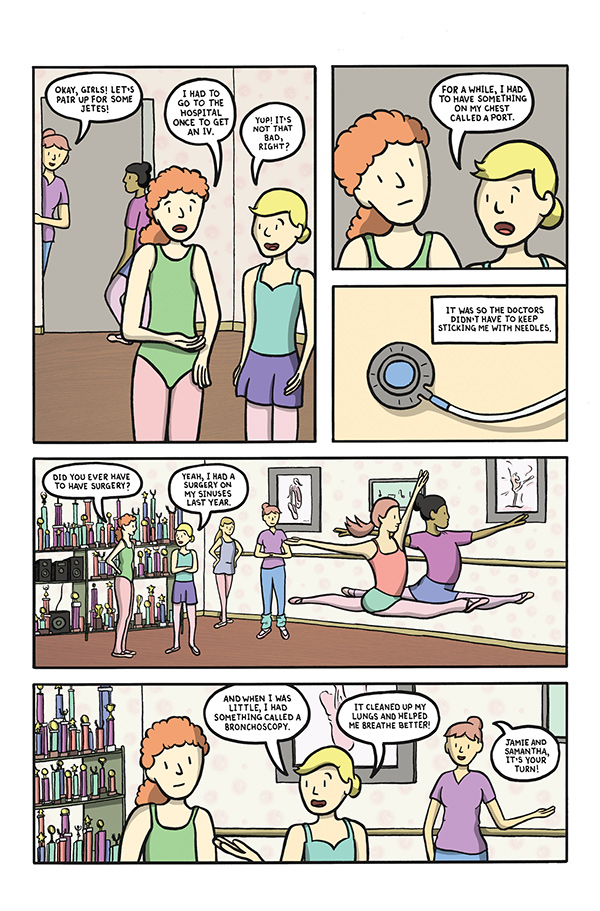 OKAY, GIRLS! LET'S
PAIR UP FOR SOME
JETES!
I HAD TO
GO TO THE
HOSPITAL
ONCE TO GET
AN IV.
YUP! IT'S
NOT THAT
BAD,
RIGHT?
FOR A WHILE, I HAD
TO HAVE SOMETHING
ON MY CHEST
CALLED A PORT.
IT WAS SO THE DOCTORS
DIDN'T HAVE TO KEEP
STICKING ME WITH NEEDLES.
DID YOU EVER HAVE
TO HAVE SURGERY?
YEAH, I HAD A
SURGERY ON
MY SINUSES
LAST YEAR.
AND WHEN I WAS
LITTLE, I HAD
SOMETHING CALLED A
BRONCHOSCOPY.
IT CLEANED UP MY
LUNGS AND HELPED
ME BREATHE BETTER!
JAMIE AND
SAMANTHA,
IT'S YOUR
TURN!